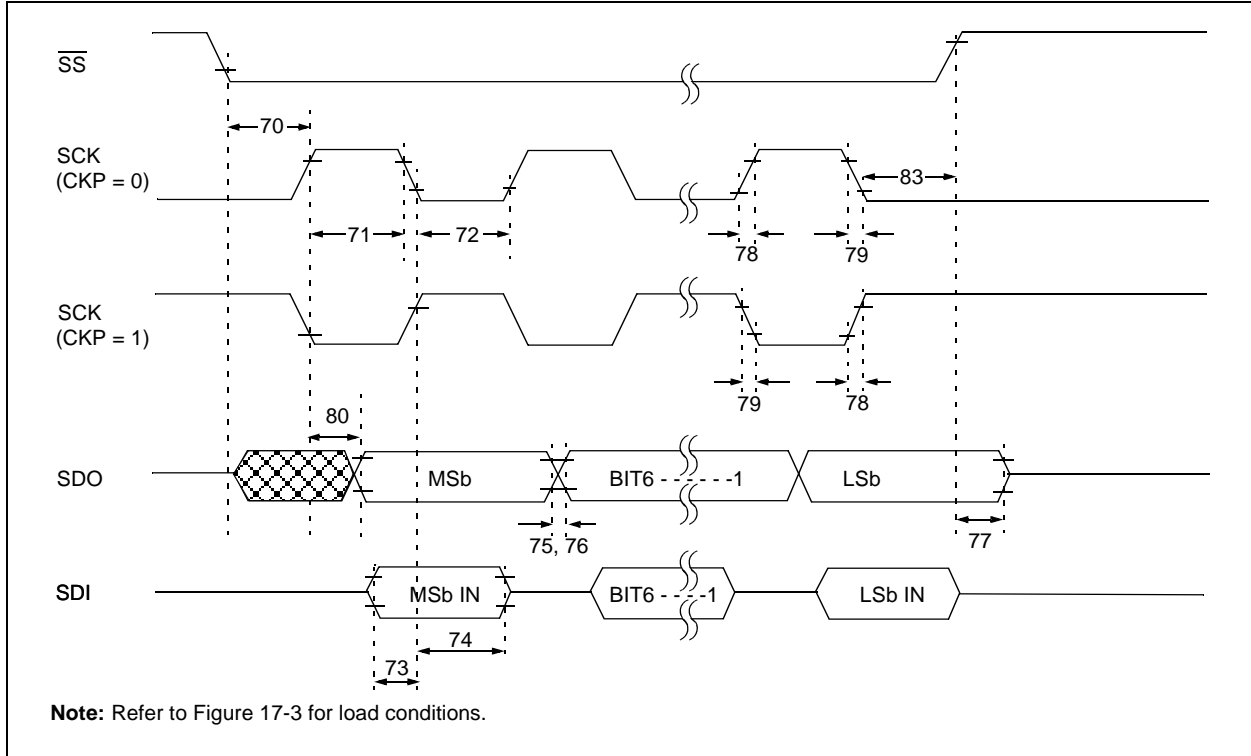 SS
70
SCK
(CKP = 0)
83
71
72
78
79
SCK
(CKP = 1)
79
78
80
SDO
MSb
BIT6 - - - - - -1
LSb
75, 76
77
SDI
MSb IN
BIT6 - - - -1
LSb IN
74
73
Note: Refer to Figure 17-3 for load conditions.